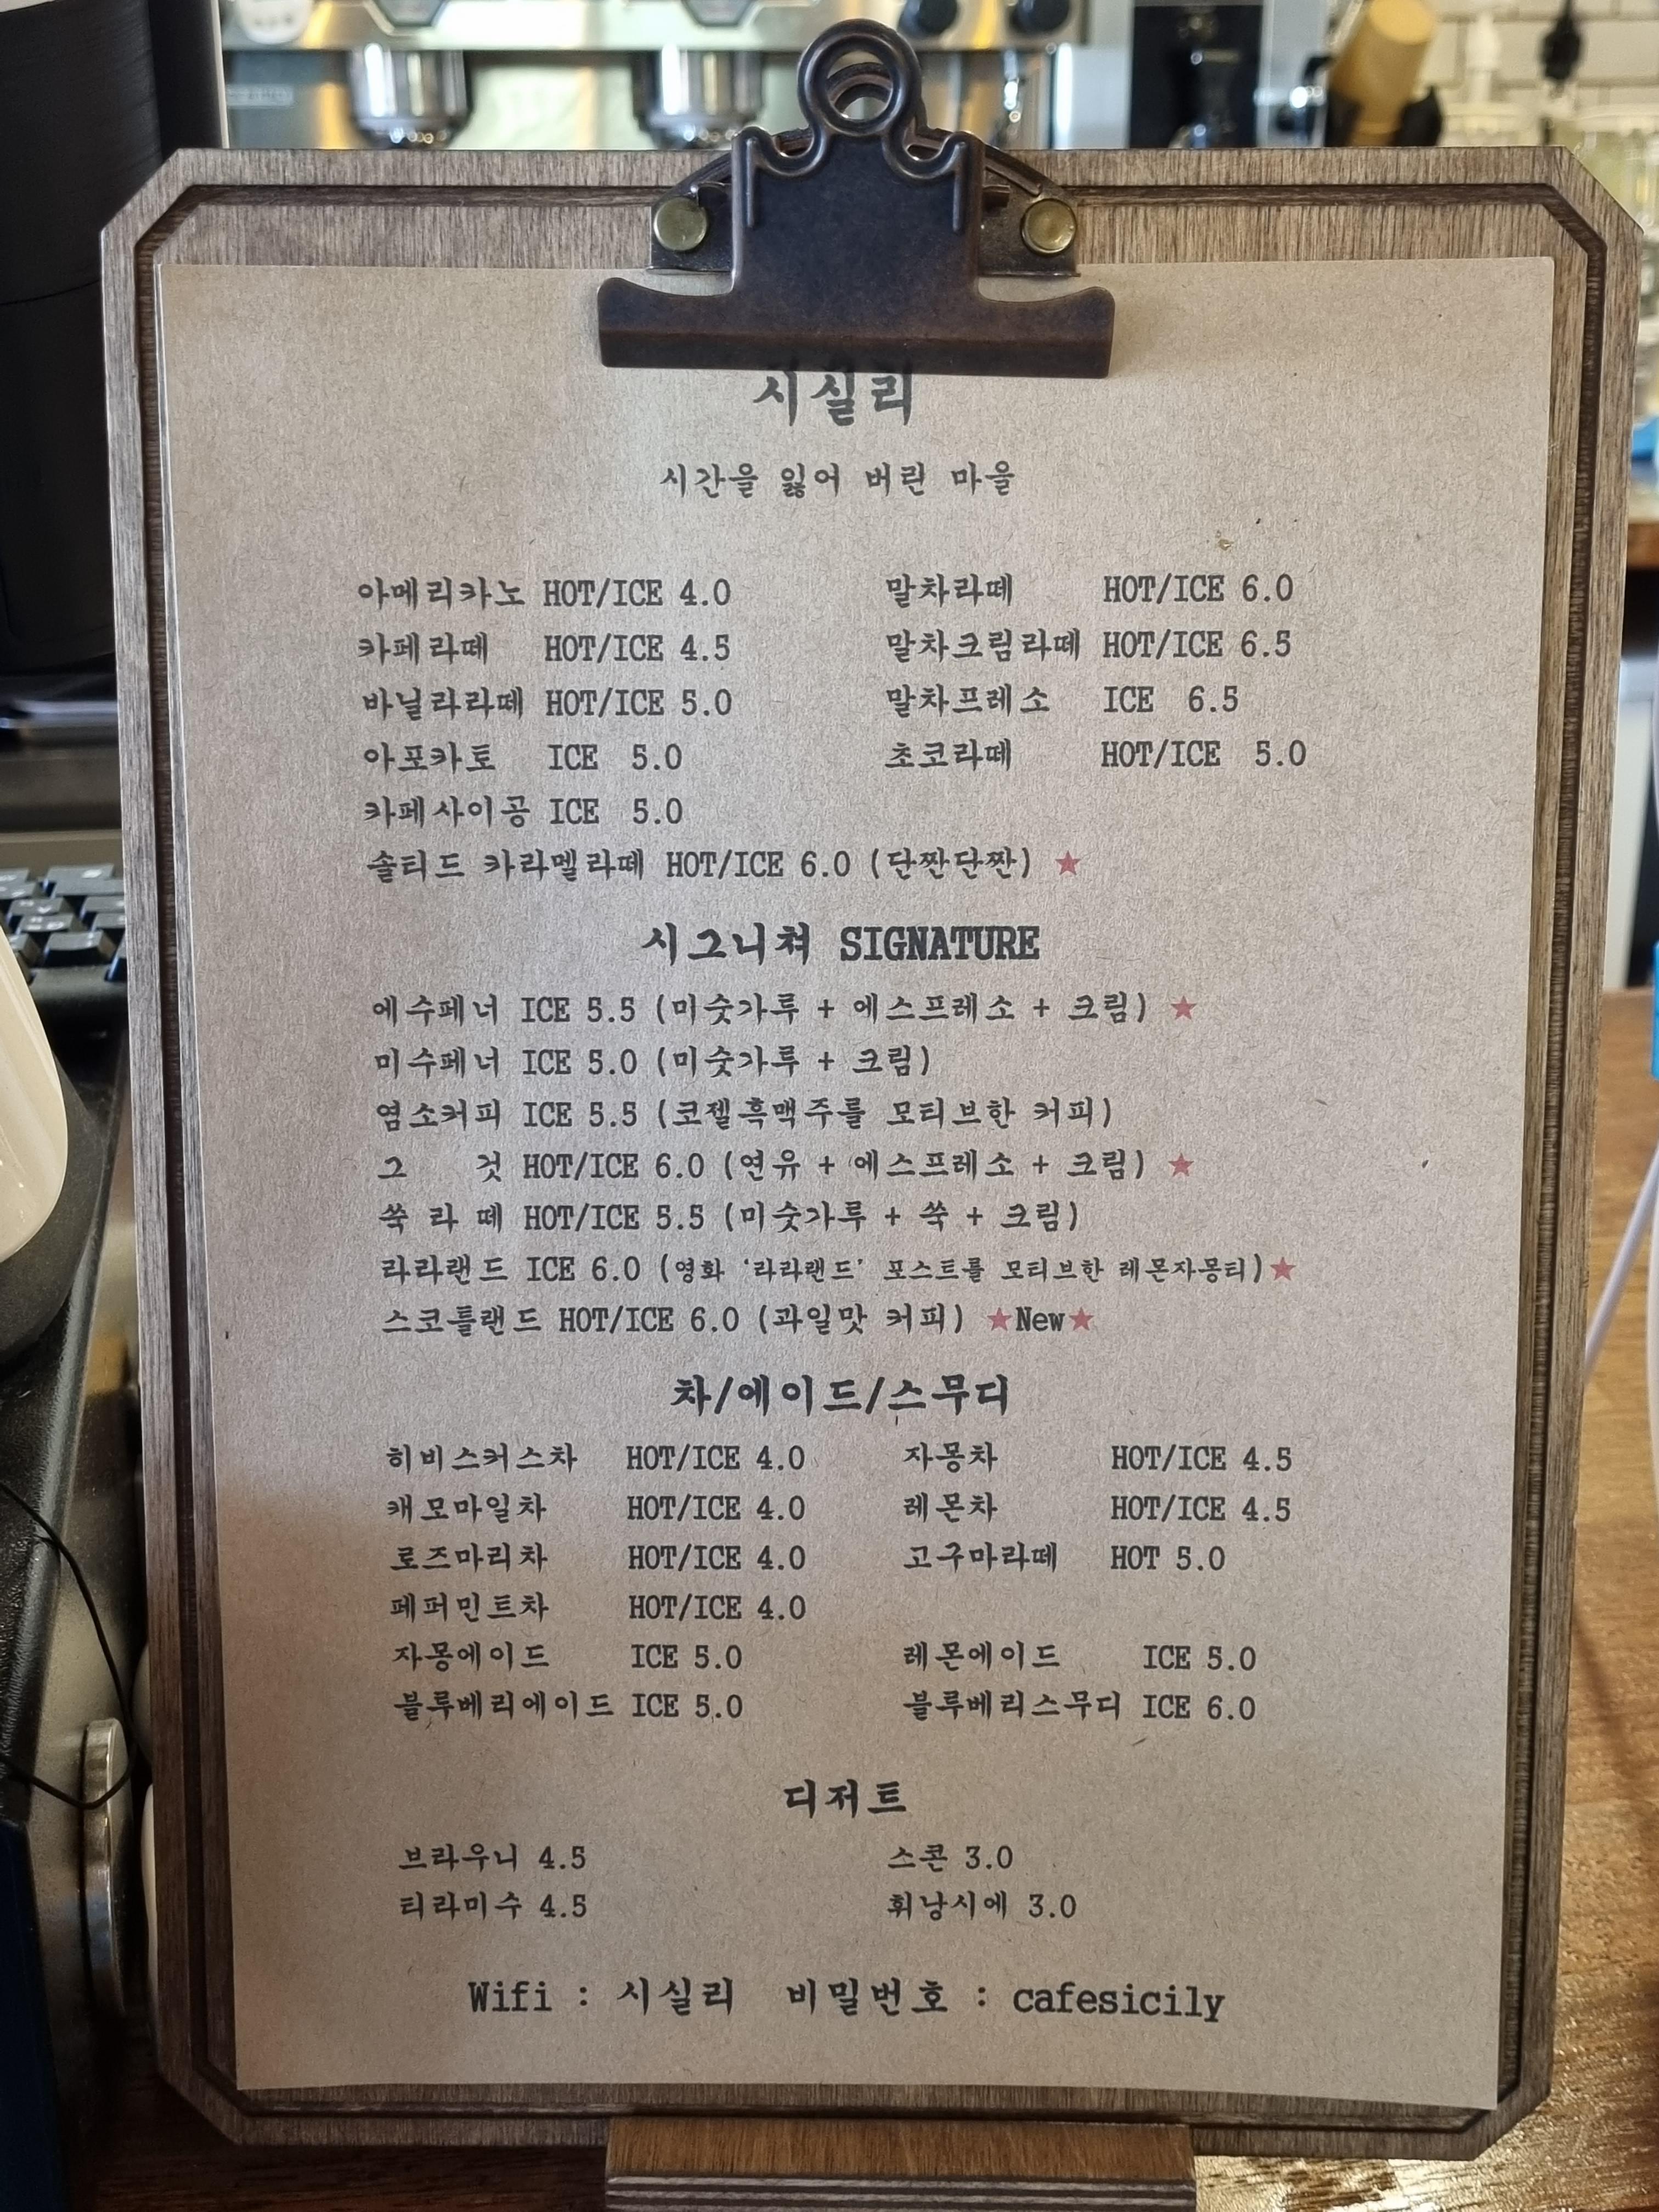 시실리
시간을 잃어 버린 마을
아메리카노 HOT/ICE 4.0 말차라떼 HOT/ICE 6.0
카페라떼 HOT/ICE 4.5 말차크림라떼 HOT/ICE 6.5
바닐라라떼 HOT/ICE 5.0 말차프레소 ICE 6.5
아포카토 ICE 5.0 초코라떼 HOT/ICE 5.0
카페사이공 ICE 5.0
솔티드 카라멜라떼 HOT/ICE 6.0 (단짠단짠) ★
시그니쳐 SIGNATURE
에수페너 ICE 5.5 (미숫가루 + 에스프레소 + 크림) ★
미수페너 ICE 5.0 (미숫가루 + 크림)
염소커피 ICE 5.5 (코젤흑맥주를 모티브한 커피)
그 것 HOT/ICE 6.0 (연유 + 에스프레소 + 크림) ★
쑥 라 떼 HOT/ICE 5.5 (미숫가루 + 쑥 + 크림)
라라랜드 ICE 6.0 (영화 '라라랜드' 포스트를 모티브한 레몬자몽티)★
스코틀랜드 HOT/ICE 6.0 (과일맛 커피) ★New★
차/에이드/스무디
히비스커스차 HOT/ICE 4.0 자몽차 HOT/ICE 4.5
캐모마일차 HOT/ICE 4.0 레몬차 HOT/ICE 4.5
로즈마리차 HOT/ICE 4.0 고구마라떼 HOT 5.0
페퍼민트차 HOT/ICE 4.0
자몽에이드 ICE 5.0 레몬에이드 ICE 5.0
블루베리에이드 ICE 5.0 블루베리스무디 ICE 6.0
디저트
브라우니 4.5 스콘 3.0
티라미수 4.5 휘낭시에 3.0
Wifi : 시실리 비밀번호 : cafesicily